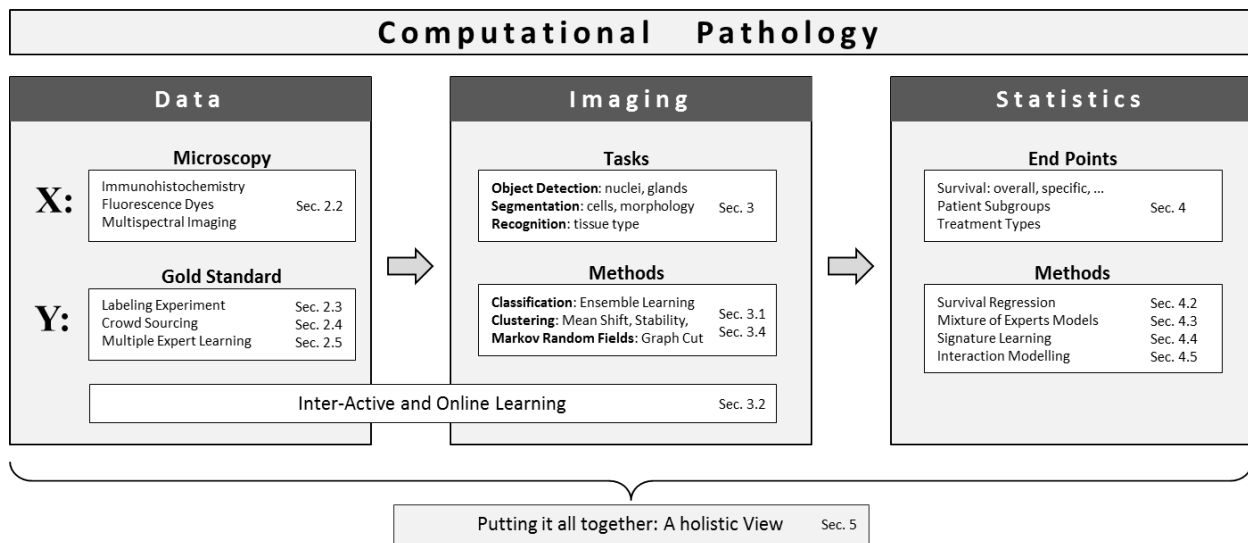 Computational Pathology
Data
X:
Microscopy
Immunohistochemistry
Fluorescence Dyes Sec. 2.2
Multispectral Imaging
Y:
Gold Standard
Labeling Experiment Sec. 2.3
Crowd Sourcing Sec. 2.4
Multiple Expert Learning Sec. 2.5
Imaging
Tasks
Object Detection: nuclei, glands
Segmentation: cells, morphology Sec. 3
Recognition: tissue type
Methods
Classification: Ensemble Learning
Clustering: Mean Shift, Stability, Sec. 3.1
Markov Random Fields: Graph Cut Sec. 3.4
Inter-Active and Online Learning Sec. 3.2
Statistics
End Points
Survival: overall, specific, ...
Patient Subgroups Sec. 4
Treatment Types
Methods
Survival Regression Sec. 4.2
Mixture of Experts Models Sec. 4.3
Signature Learning Sec. 4.4
Interaction Modelling Sec. 4.5
Putting it all together: A holistic View Sec. 5